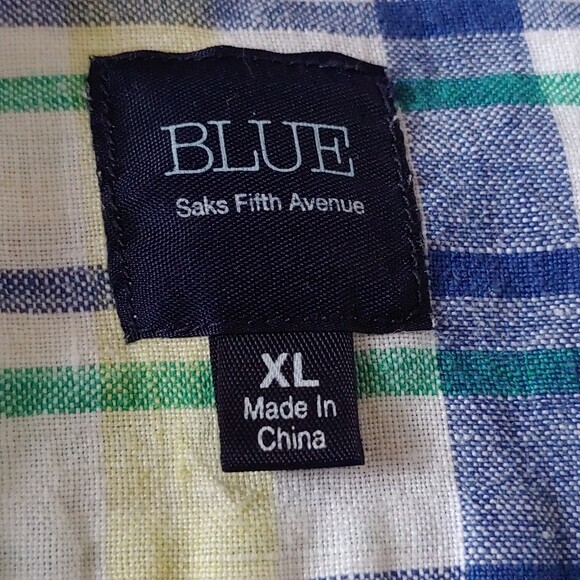 BLUE
Saks Fifth Avenue
XL
Made In
China